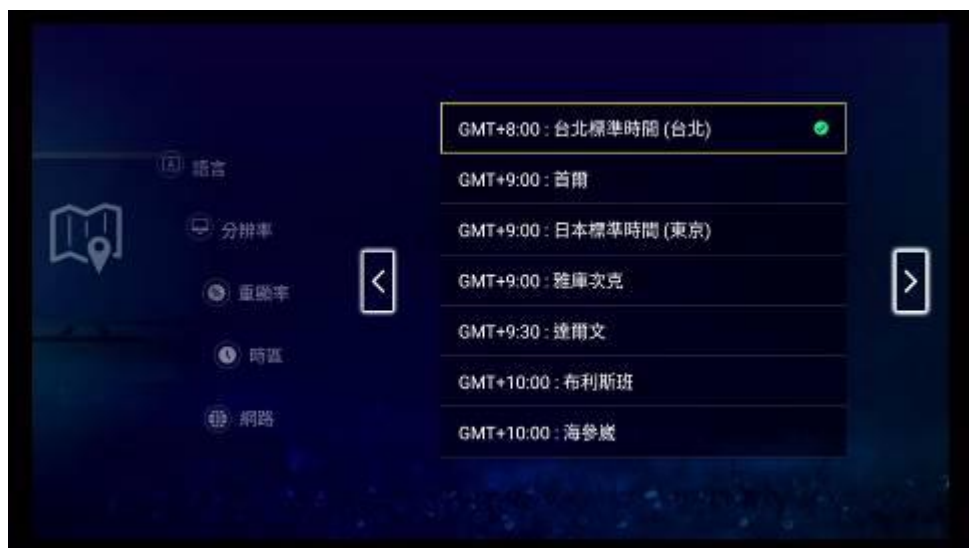 語言
分辨率
重顯率
時區
網路
GMT+8:00 : 台北標準時間 (台北)
GMT+9:00 : 首爾
GMT+9:00 : 日本標準時間 (東京)
GMT+9:00 : 雅庫次克
GMT+9:30 : 達爾文
GMT+10:00 : 布利斯班
GMT+10:00 : 海參崴